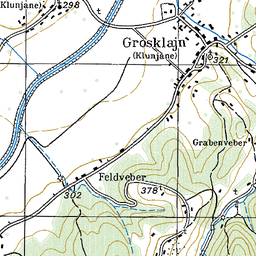 Klunjane)
298
Grosklajn
(Klunjane)
321
Grabenveber
Feldveber
378
302
t
t
t
t